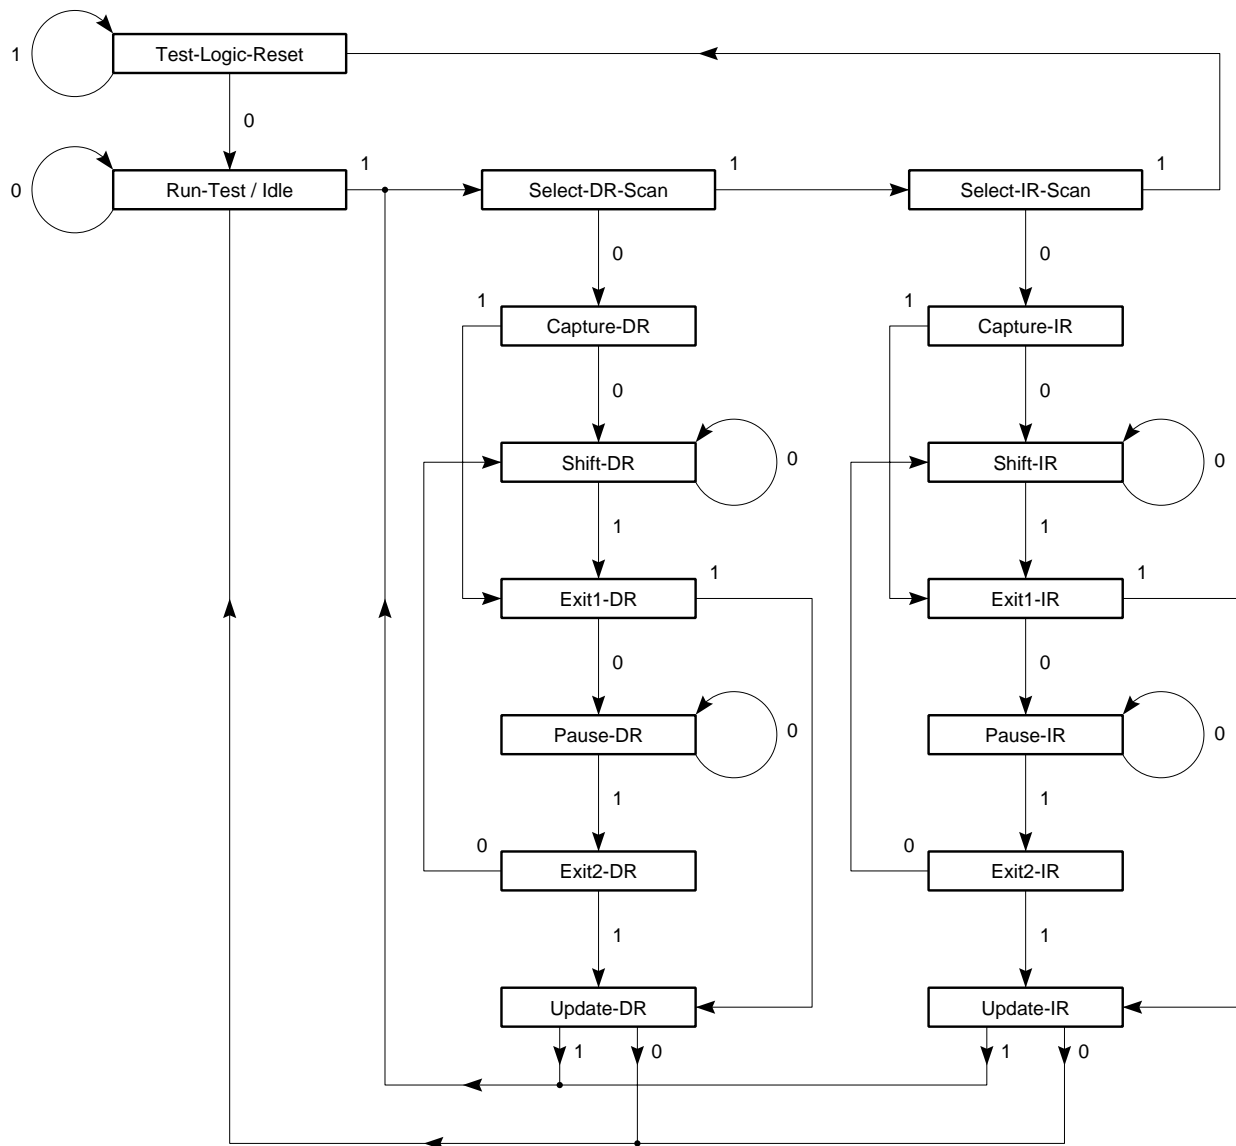 Test-Logic-Reset
1
0
Run-Test / Idle
0
1
Select-DR-Scan
1
Select-IR-Scan
1
0
0
1
Capture-DR
1
Capture-IR
0
0
Shift-DR
0
Shift-IR
0
1
1
Exit1-DR
1
Exit1-IR
1
0
0
Pause-DR
0
Pause-IR
0
1
1
0
Exit2-DR
0
Exit2-IR
1
1
Update-DR
Update-IR
1
0
1
0